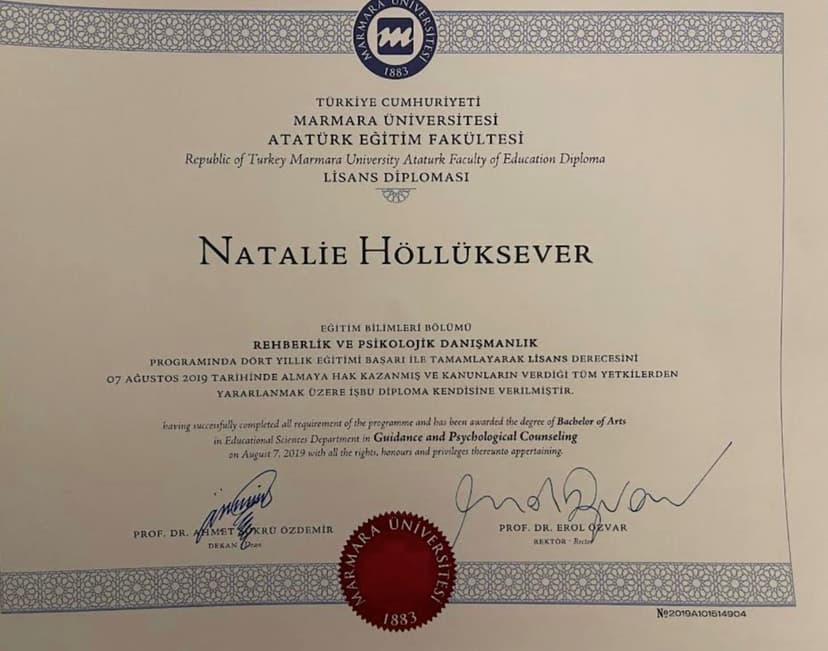 MARMARA ÜNİVERSİTESİ
m
1883
TÜRKİYE CUMHURİYETİ
MARMARA ÜNİVERSİTESİ
ATATÜRK EĞİTİM FAKÜLTESİ
Republic of Turkey Marmara University Ataturk Faculty of Education Diploma
LİSANS DİPLOMASI
NATALİE HÖLLÜKSEVER
EĞİTİM BİLİMLERİ BÖLÜMÜ
REHBERLİK VE PSİKOLOJİK DANIŞMANLIK
PROGRAMINDA DÖRT YILLIK EĞİTİMİ BAŞARI İLE TAMAMLAYARAK LİSANS DERECESİNİ
07 AĞUSTOS 2019 TARİHİNDE ALMAYA HAK KAZANMIŞ VE KANUNLARIN VERDİĞİ TÜM YETKİLERDEN
YARARLANMAK ÜZERE İŞBU DİPLOMA KENDİSİNE VERİLMİŞTİR.
having successfully completed all requirement of the programme and has been awarded the degree of Bachelor of Arts
in Educational Sciences Department in Guidance and Psychological Counseling
on August 7, 2019 with all the rights, honours and privileges thereunto appertaining.
PROF. DR. AHMET ŞÜKRÜ ÖZDEMİR
DEKAN Dean
PROF. DR. EROL ÖZVAR
REKTÖR - Rector
MARMARA ÜNİVERSİTESİ
1883
№2019A101514904